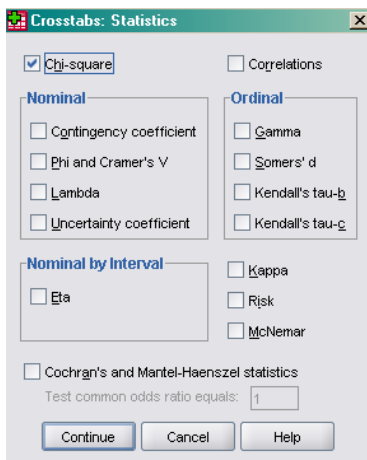 Crosstabs: Statistics
Chi-square
Correlations
Nominal
Contingency coefficient
Phi and Cramer's V
Lambda
Uncertainty coefficient
Ordinal
Gamma
Somers' d
Kendall's tau-b
Kendall's tau-c
Nominal by Interval
Eta
Kappa
Risk
McNemar
Cochran's and Mantel-Haenszel statistics
Test common odds ratio equals: 1
Continue
Cancel
Help